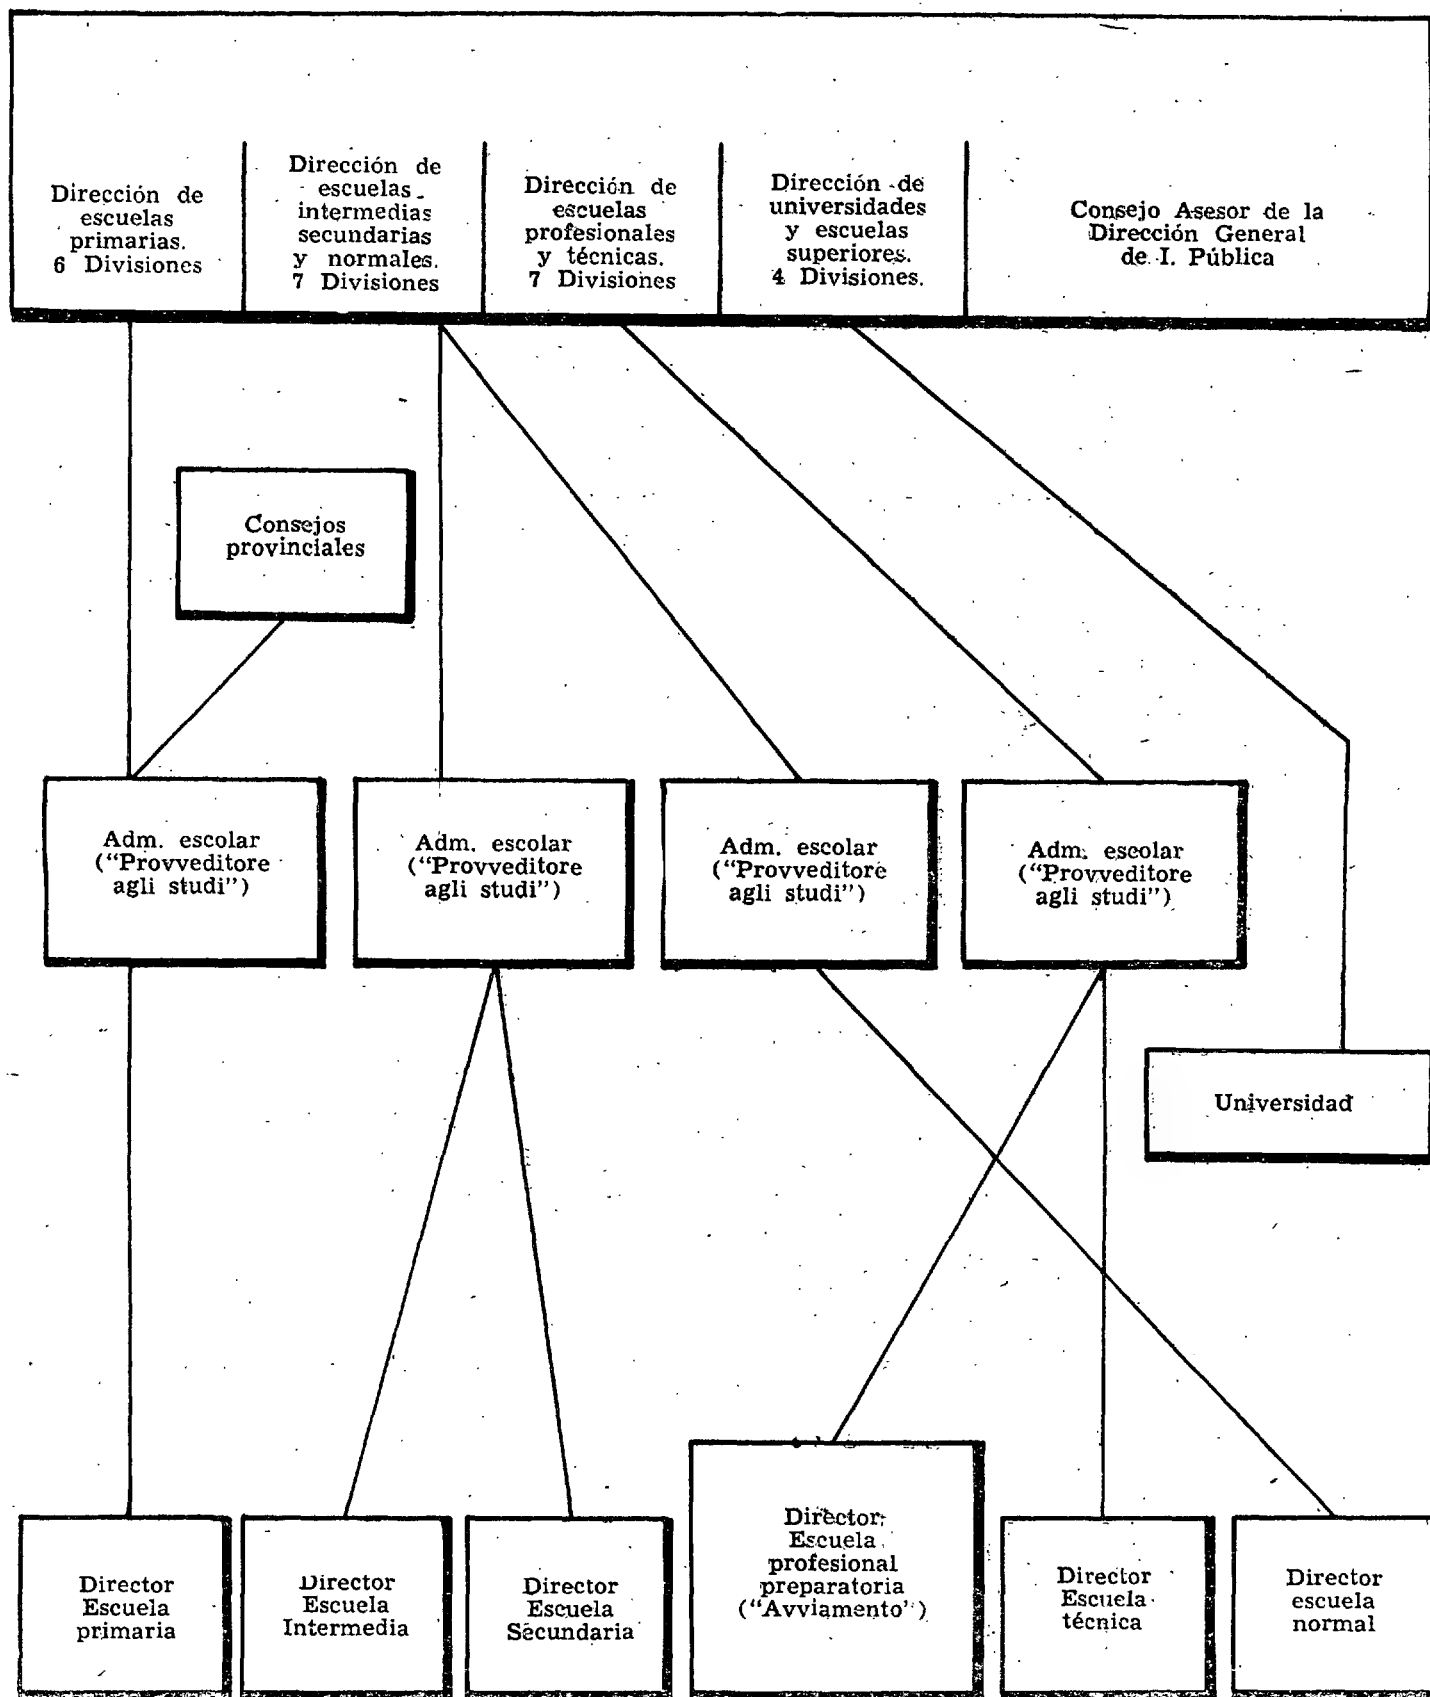 Dirección de
escuelas
primarias.
6 Divisiones
Dirección de
escuelas
intermedias
secundarias
y normales.
7 Divisiones
Dirección de
escuelas
profesionales
y técnicas.
7 Divisiones
Dirección de
universidades
y escuelas
superiores.
4 Divisiones.
Consejo Asesor de la
Dirección General
de I. Pública
Consejos
provinciales
Adm. escolar
("Provveditore
agli studi")
Adm. escolar
("Provveditore
agli studi")
Adm. escolar
("Provveditore
agli studi")
Adm. escolar
("Provveditore
agli studi")
Universidad
Director
Escuela
primaria
Director
Escuela
Intermedia
Director
Escuela
Secundaria
Director
Escuela
profesional
preparatoria
("Avviamento")
Director
Escuela
técnica
Director
escuela
normal